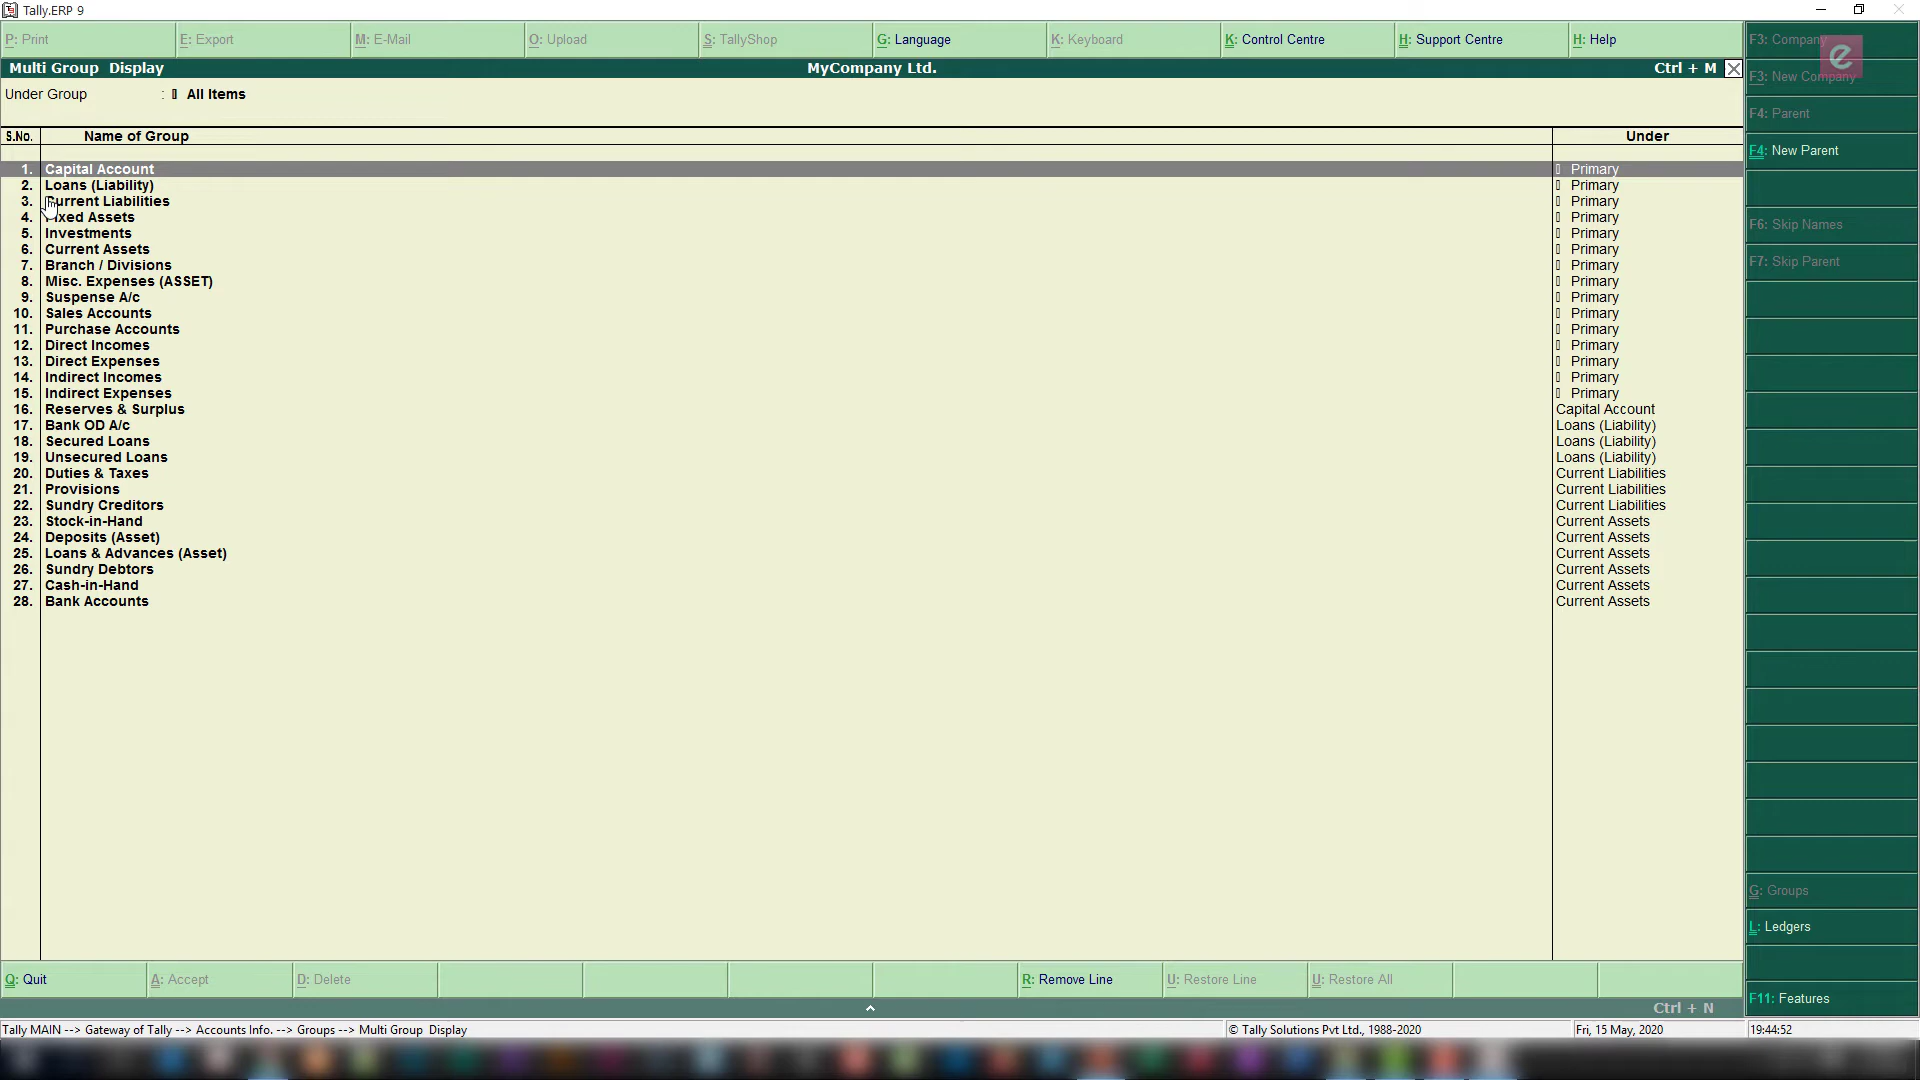 Tally.ERP 9
P: Print E: Export M: E-Mail O: Upload S: TallyShop G: Language K: Keyboard K: Control Centre H: Support Centre H: Help
Multi Group Display MyCompany Ltd. Ctrl + M
Under Group : All Items
S.No. Name of Group Under
1. Capital Account Primary
2. Loans (Liability) Primary
3. Current Liabilities Primary
4. Fixed Assets Primary
5. Investments Primary
6. Current Assets Primary
7. Branch / Divisions Primary
8. Misc. Expenses (ASSET) Primary
9. Suspense A/c Primary
10. Sales Accounts Primary
11. Purchase Accounts Primary
12. Direct Incomes Primary
13. Direct Expenses Primary
14. Indirect Incomes Primary
15. Indirect Expenses Primary
16. Reserves & Surplus Capital Account
17. Bank OD A/c Loans (Liability)
18. Secured Loans Loans (Liability)
19. Unsecured Loans Loans (Liability)
20. Duties & Taxes Current Liabilities
21. Provisions Current Liabilities
22. Sundry Creditors Current Liabilities
23. Stock-in-Hand Current Assets
24. Deposits (Asset) Current Assets
25. Loans & Advances (Asset) Current Assets
26. Sundry Debtors Current Assets
27. Cash-in-Hand Current Assets
28. Bank Accounts Current Assets
F3: Company
e
F3: New Company
F4: Parent
F4: New Parent
F6: Skip Names
F7: Skip Parent
G: Groups
L: Ledgers
F11: Features
Q: Quit A: Accept D: Delete R: Remove Line U: Restore Line U: Restore All
Ctrl + N
Tally MAIN --> Gateway of Tally --> Accounts Info. --> Groups --> Multi Group Display © Tally Solutions Pvt Ltd., 1988-2020 Fri, 15 May, 2020 19:44:52